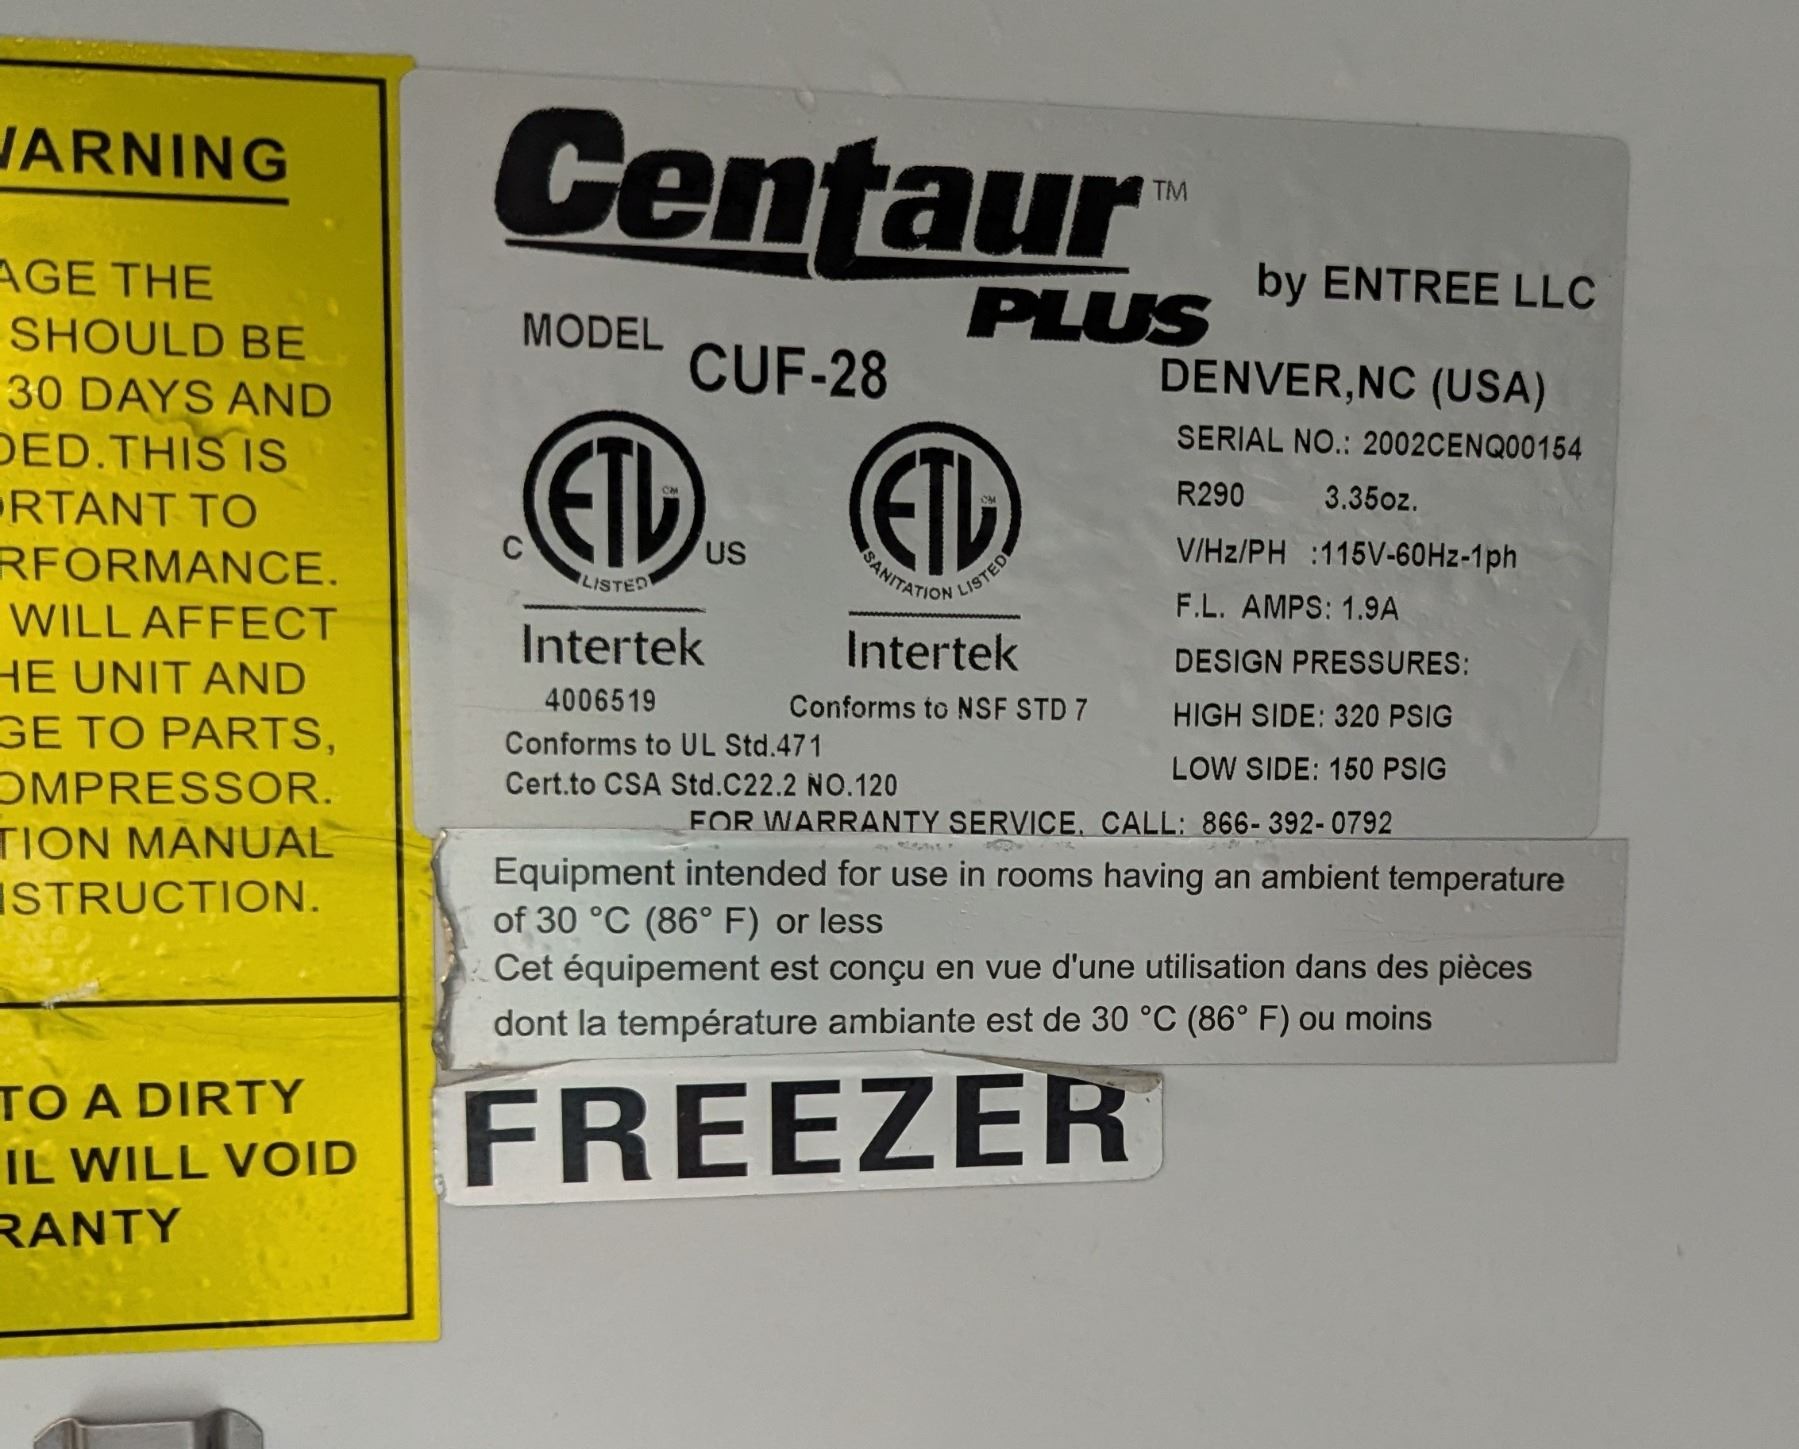 WARNING
AGE THE
SHOULD BE
30 DAYS AND
DED. THIS IS
RTANT TO
RFORMANCE.
WILL AFFECT
HE UNIT AND
GE TO PARTS,
OMPRESSOR.
TION MANUAL
ISTRUCTION.
TO A DIRTY
IL WILL VOID
RANTY
Centaur™
PLUS
by ENTREE LLC
MODEL CUF-28
DENVER,NC (USA)
SERIAL NO.: 2002CENQ00154
R290 3.35oz.
V/Hz/PH :115V-60Hz-1ph
F.L. AMPS: 1.9A
DESIGN PRESSURES:
HIGH SIDE: 320 PSIG
LOW SIDE: 150 PSIG
C ETL CM US
LISTED
Intertek
4006519
ETL CM
SANITATION LISTED
Intertek
Conforms to NSF STD 7
Conforms to UL Std.471
Cert.to CSA Std.C22.2 NO.120
FOR WARRANTY SERVICE, CALL: 866-392-0792
Equipment intended for use in rooms having an ambient temperature
of 30 °C (86° F) or less
Cet équipement est conçu en vue d'une utilisation dans des pièces
dont la température ambiante est de 30 °C (86° F) ou moins
FREEZER